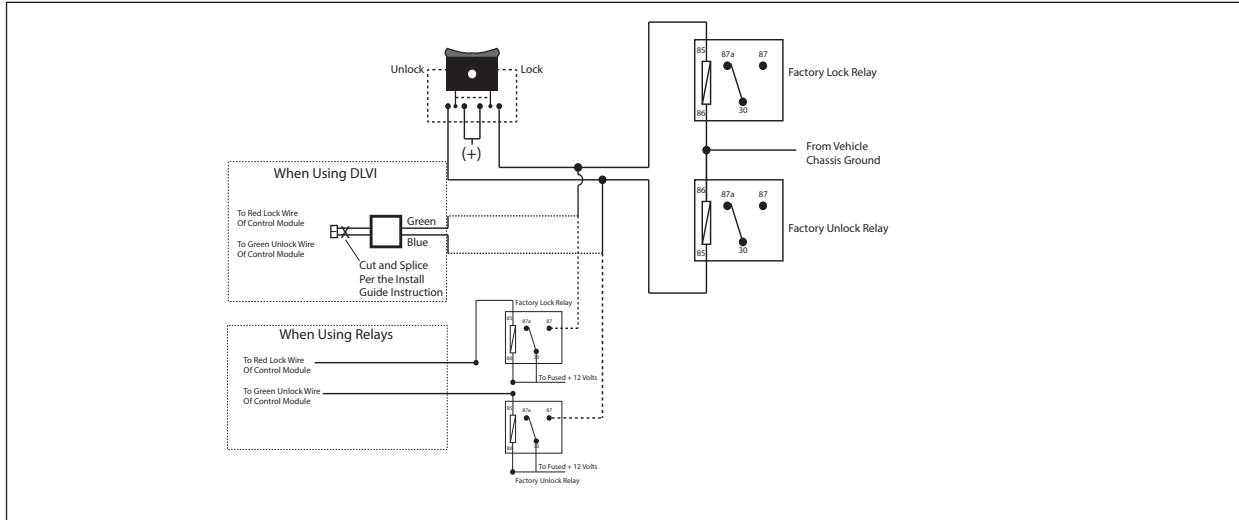 Unlock
Lock
(+)
85
87a
87
30
86
Factory Lock Relay
From Vehicle
Chassis Ground
86
87a
87
30
85
Factory Unlock Relay
When Using DLVI
To Red Lock Wire
Of Control Module
To Green Unlock Wire
Of Control Module
Green
Blue
Cut and Splice
Per the Install
Guide Instruction
When Using Relays
To Red Lock Wire
Of Control Module
To Green Unlock Wire
Of Control Module
Factory Lock Relay
85
87a
87
30
86
To Fused + 12 Volts
85
87a
87
30
86
To Fused + 12 Volts
Factory Unlock Relay